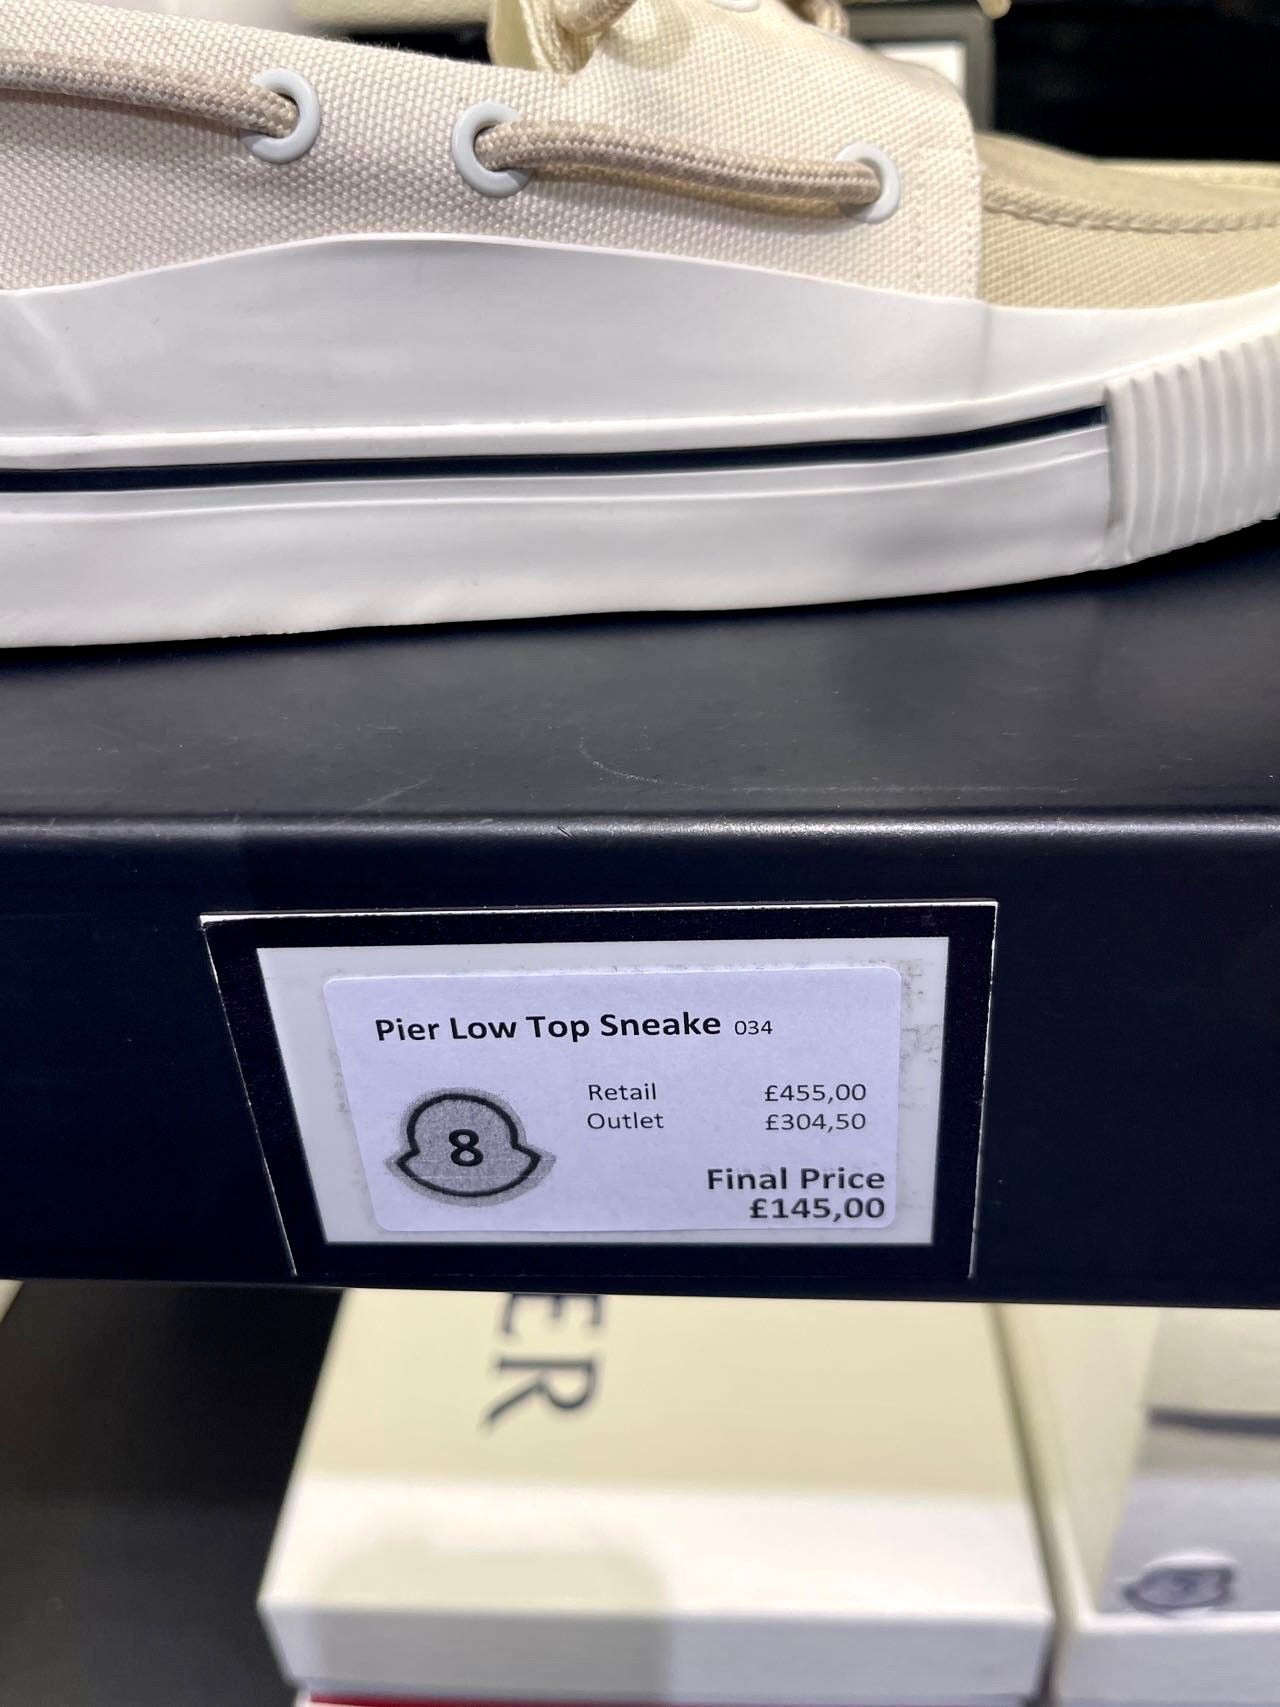 Pier Low Top Sneake 034
Retail £455,00
Outlet £304,50
8
Final Price
£145,00
ER